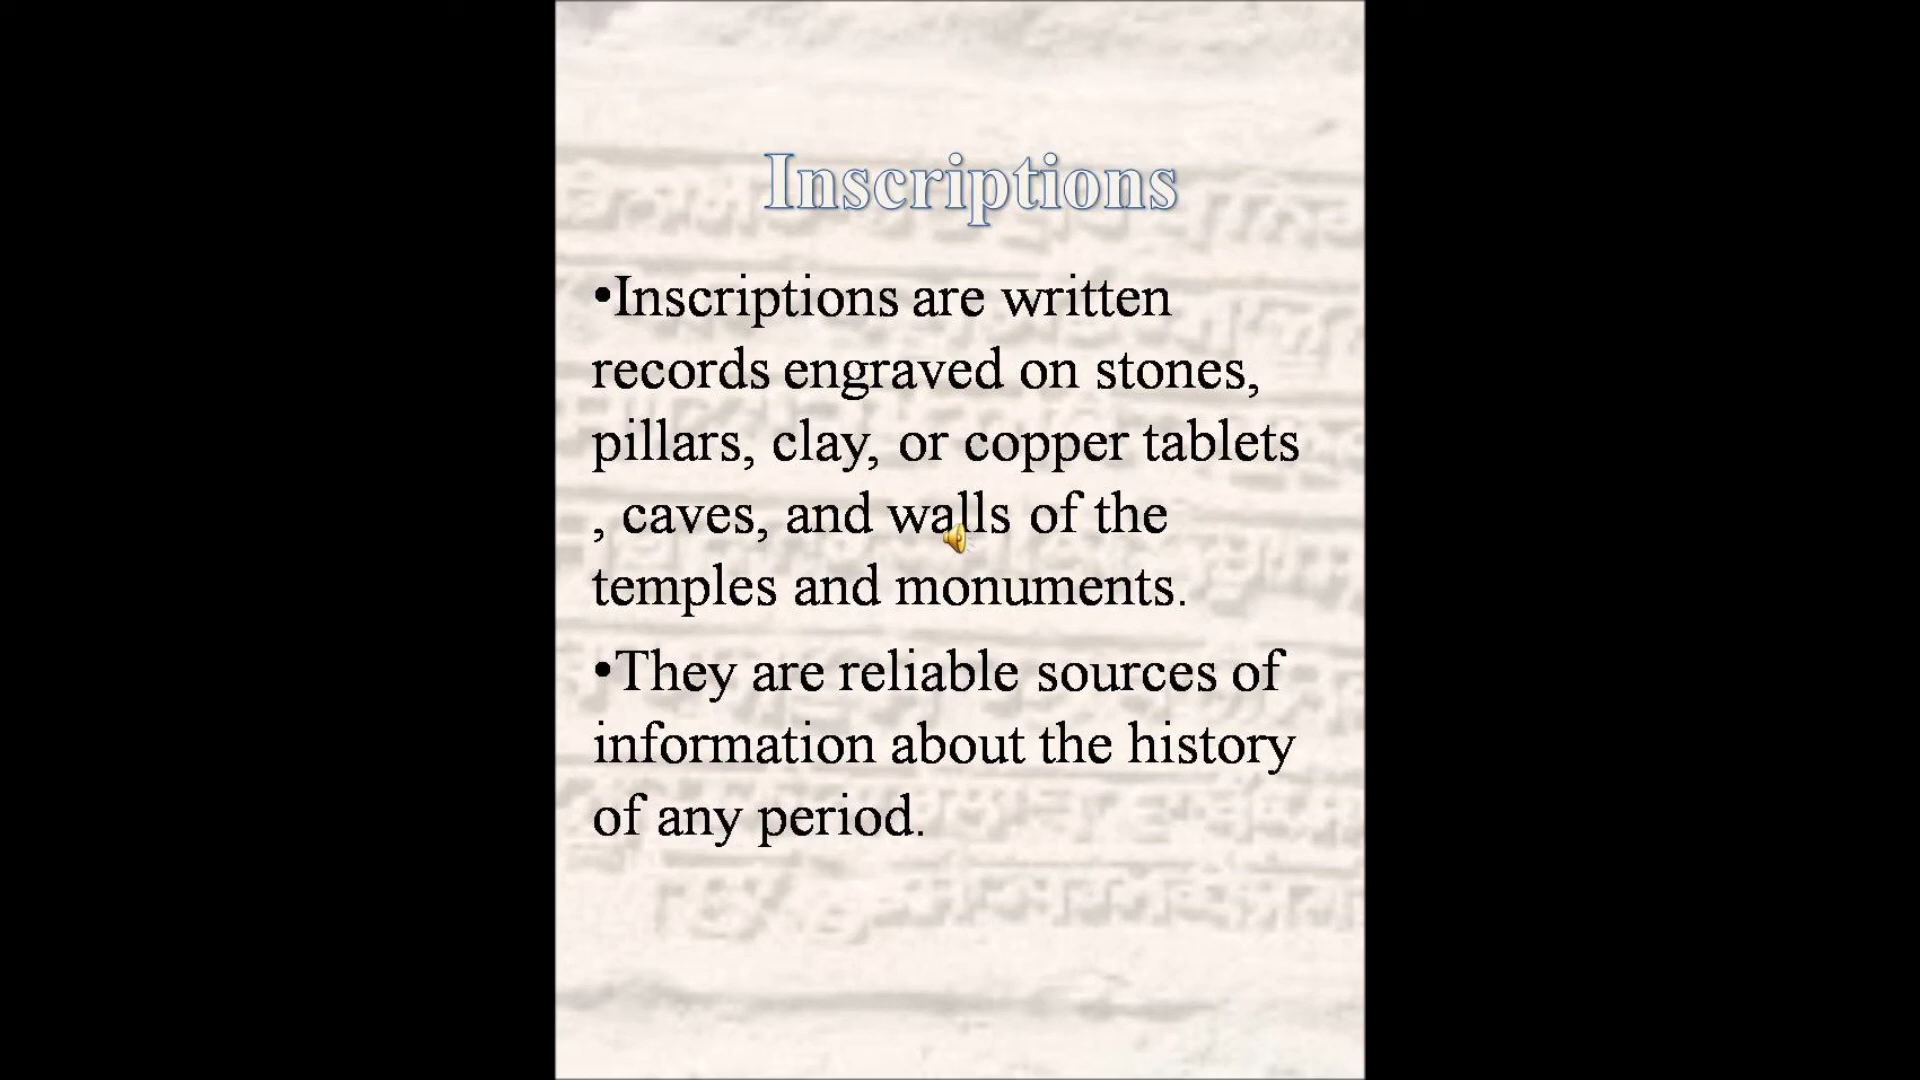 Inscriptions
•Inscriptions are written
records engraved on stones,
pillars, clay, or copper tablets
, caves, and walls of the
temples and monuments.
•They are reliable sources of
information about the history
of any period.